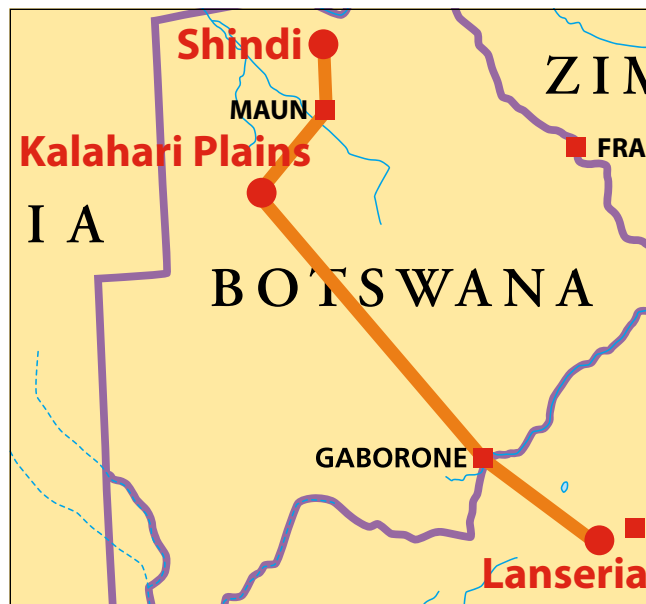 Shindi
ZIM
MAUN
FRA
Kalahari Plains
IA
BOTSWANA
GABORONE
Lanseria